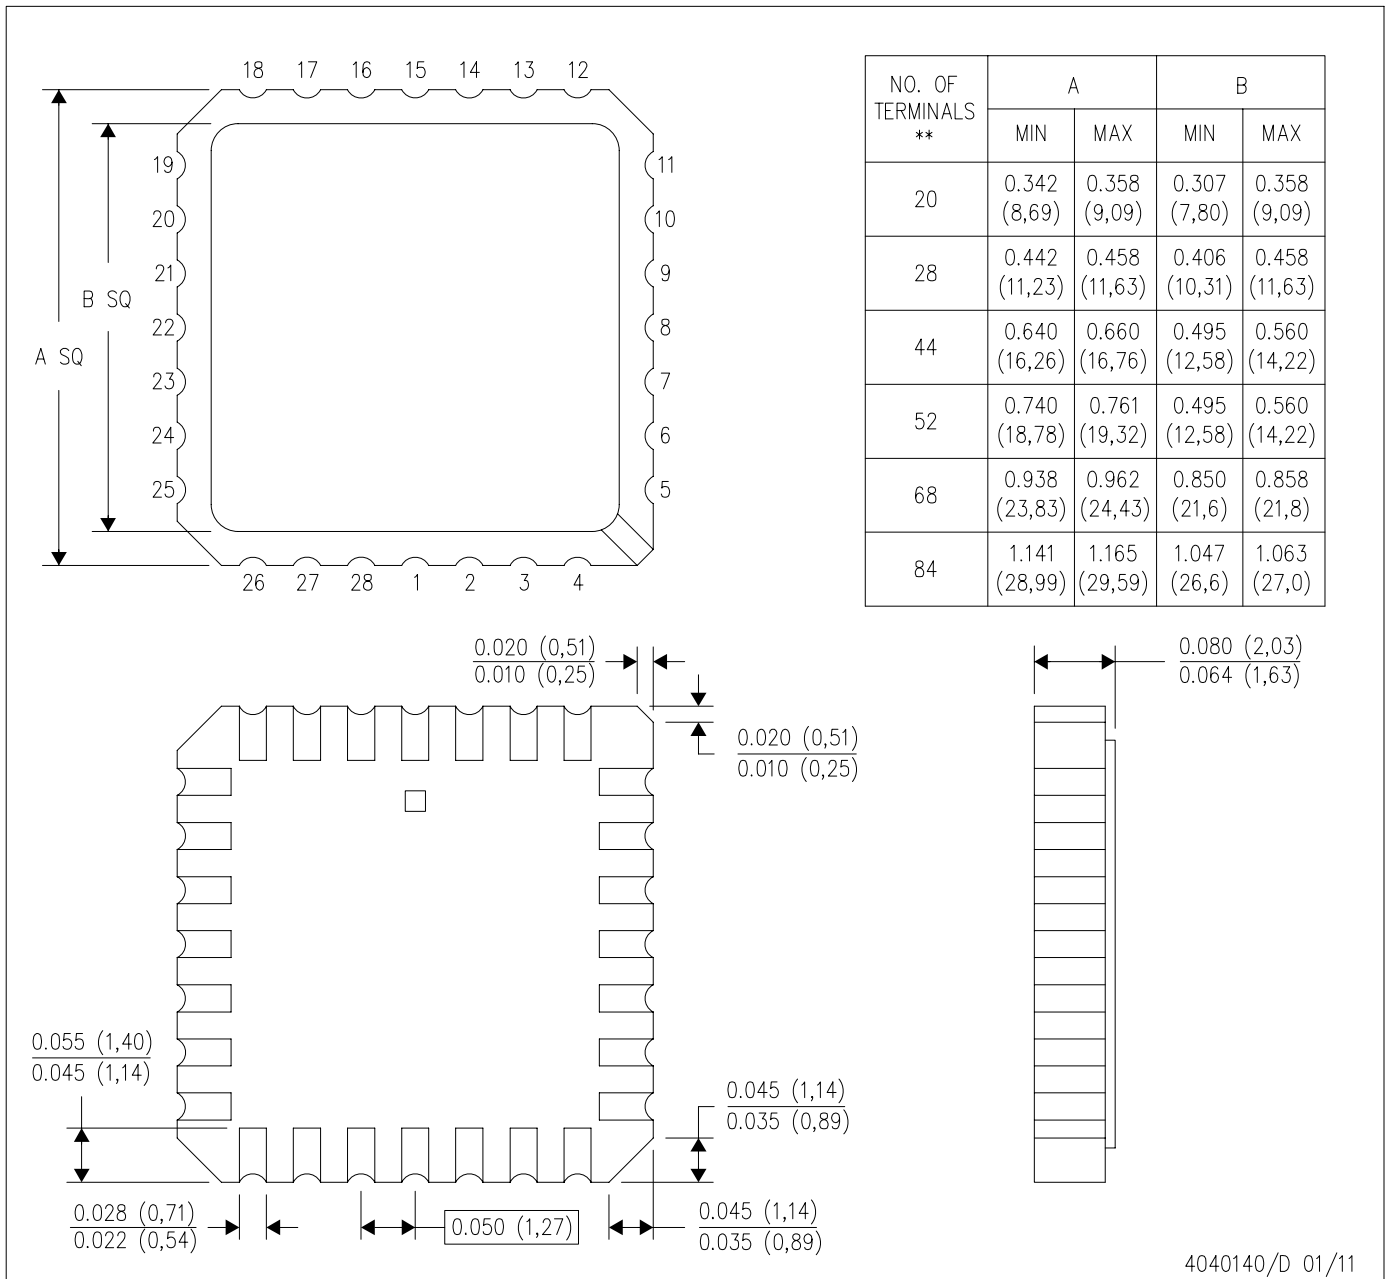 18 17 16 15 14 13 12
19
20
21
22
23
24
25
11
10
9
8
7
6
5
26 27 28 1 2 3 4
A SQ
B SQ
NO. OF TERMINALS ** A B
MIN MAX MIN MAX
20 0.342 (8,69) 0.358 (9,09) 0.307 (7,80) 0.358 (9,09)
28 0.442 (11,23) 0.458 (11,63) 0.406 (10,31) 0.458 (11,63)
44 0.640 (16,26) 0.660 (16,76) 0.495 (12,58) 0.560 (14,22)
52 0.740 (18,78) 0.761 (19,32) 0.495 (12,58) 0.560 (14,22)
68 0.938 (23,83) 0.962 (24,43) 0.850 (21,6) 0.858 (21,8)
84 1.141 (28,99) 1.165 (29,59) 1.047 (26,6) 1.063 (27,0)
0.020 (0,51)
0.010 (0,25)
0.080 (2,03)
0.064 (1,63)
0.020 (0,51)
0.010 (0,25)
0.055 (1,40)
0.045 (1,14)
0.045 (1,14)
0.035 (0,89)
0.028 (0,71)
0.022 (0,54)
0.050 (1,27)
0.045 (1,14)
0.035 (0,89)
4040140/D 01/11